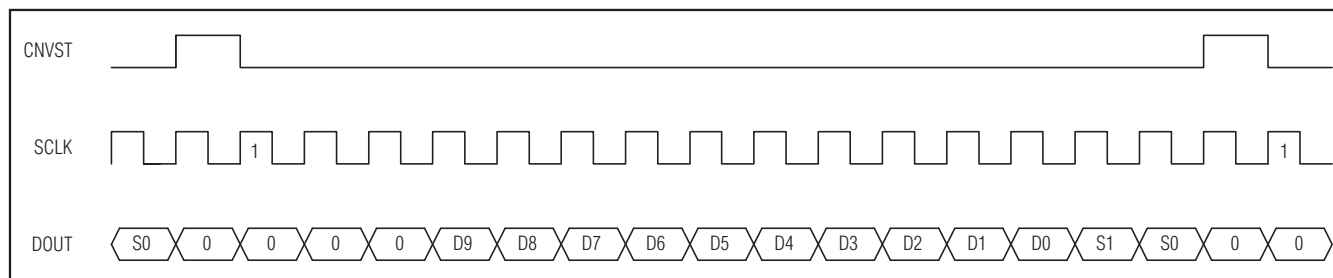 CNVST
SCLK 1 1
DOUT S0 0 0 0 0 D9 D8 D7 D6 D5 D4 D3 D2 D1 D0 S1 S0 0 0